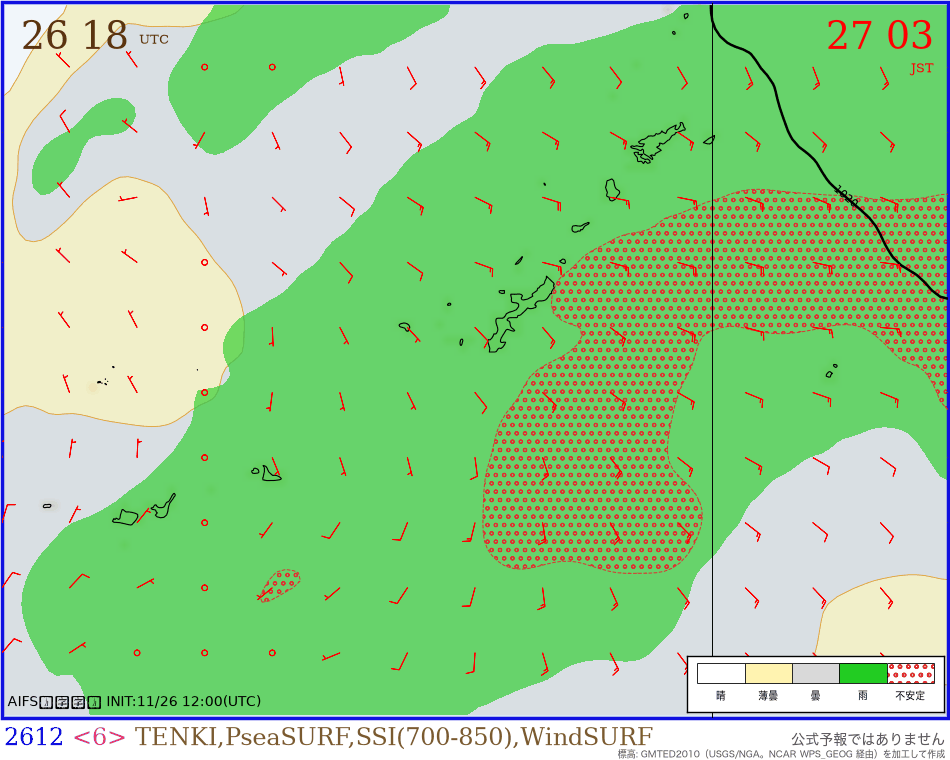 26 18 UTC
27 03
JST
1020
晴 薄曇 曇 雨 不安定
AIFS INIT:11/26 12:00(UTC)
2612 <6> TENKI,PseaSURF,SSI(700-850),WindSURF
公式予報ではありません
標高: GMTED2010（USGS/NGA。NCAR WPS_GEOG 経由）を加工して作成